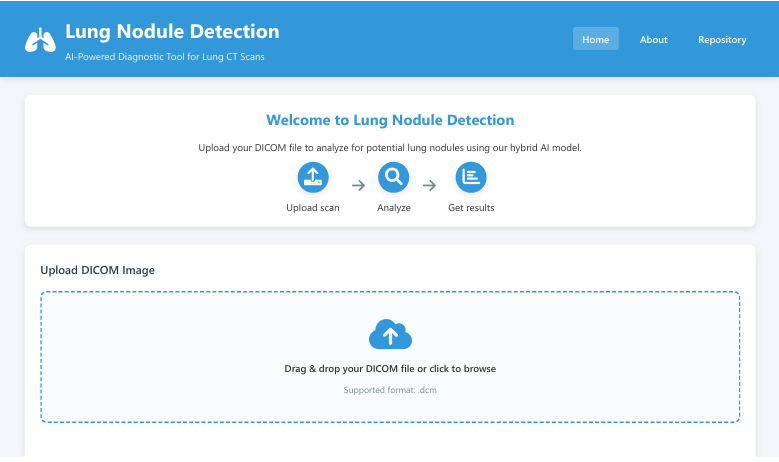 Lung Nodule Detection
AI-Powered Diagnostic Tool for Lung CT Scans
Home
About
Repository
Welcome to Lung Nodule Detection
Upload your DICOM file to analyze for potential lung nodules using our hybrid AI model.
Upload scan
Analyze
Get results
Upload DICOM Image
Drag & drop your DICOM file or click to browse
Supported format: .dcm